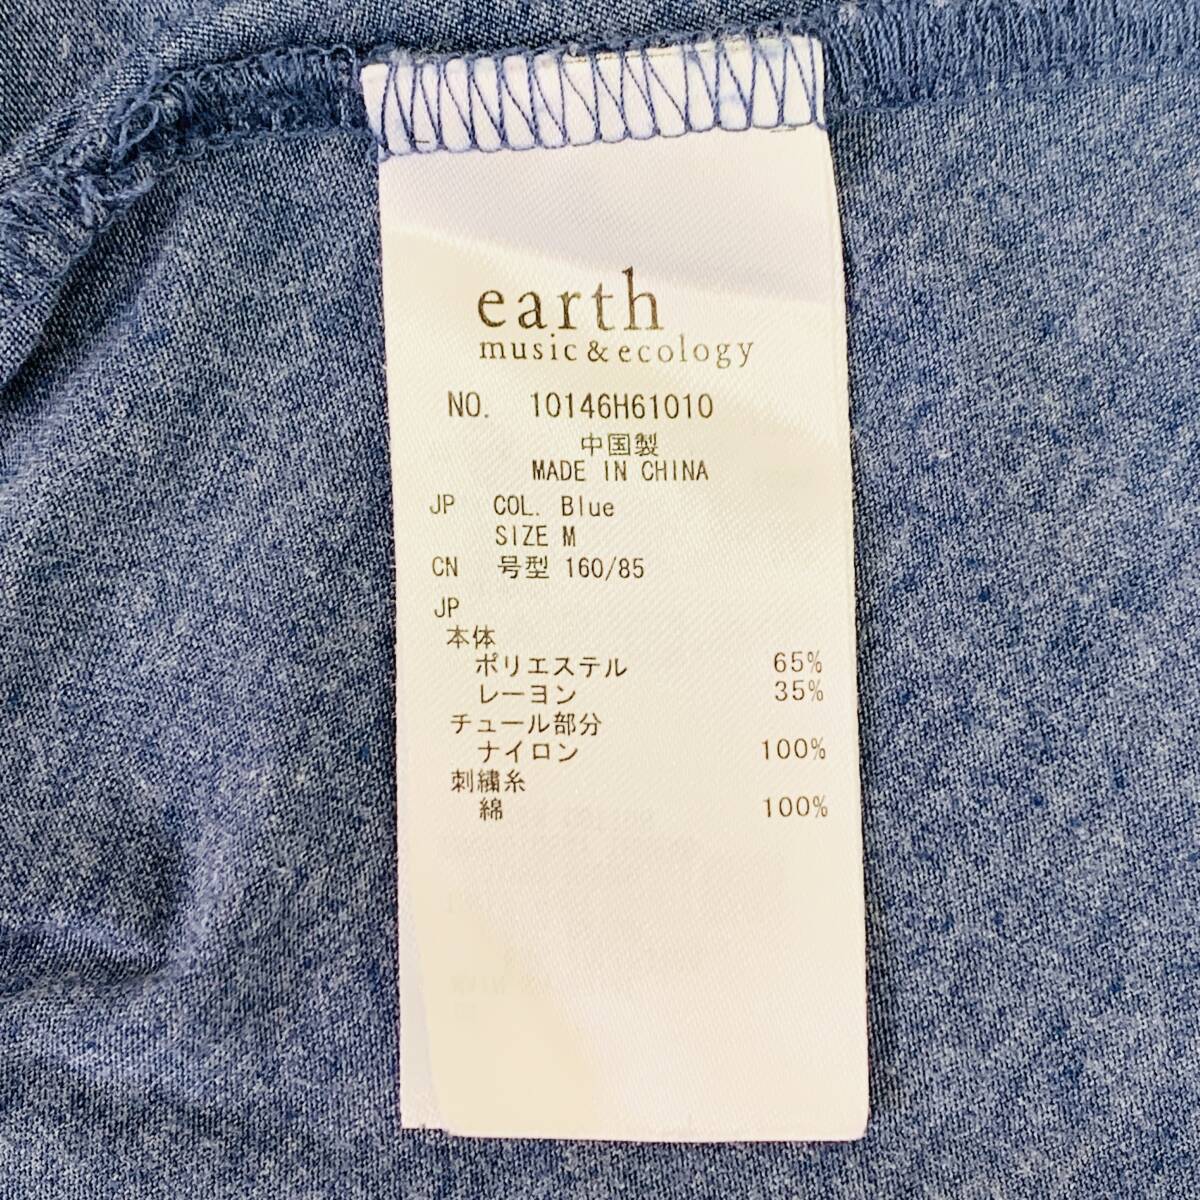 earth
music & ecology
NO. 10146H61010
中国製
MADE IN CHINA
JP COL. Blue
SIZE M
CN 号型 160/85
JP
本体
ポリエステル 65%
レーヨン 35%
チュール部分
ナイロン 100%
刺繍糸
綿 100%